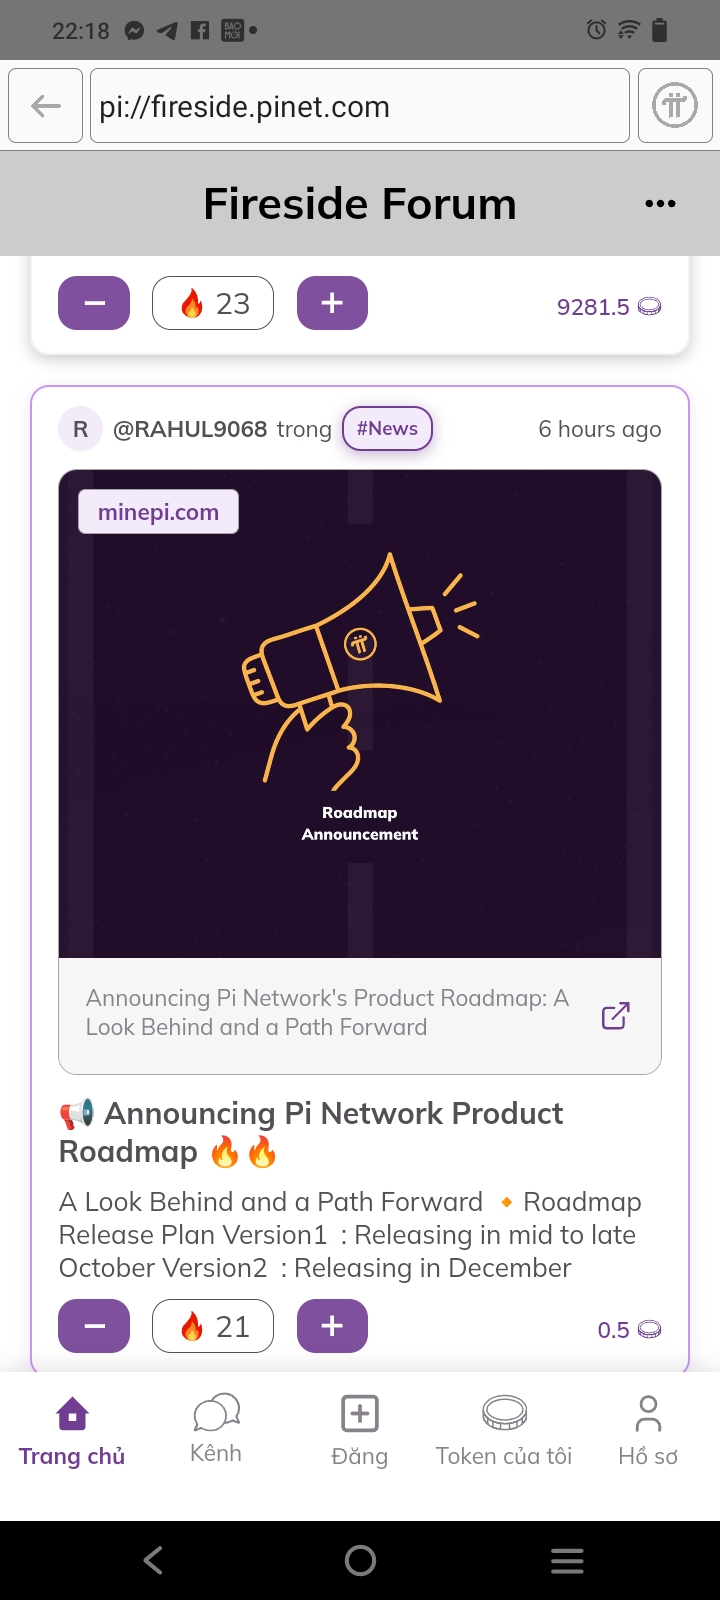 22:18
BÁO
MỚI
pi://fireside.pinet.com
Fireside Forum
23
9281.5
R @RAHUL9068 trong #News 6 hours ago
minepi.com
Roadmap
Announcement
Announcing Pi Network's Product Roadmap: A
Look Behind and a Path Forward
📢 Announcing Pi Network Product
Roadmap 🔥🔥
A Look Behind and a Path Forward 🔸Roadmap
Release Plan Version1 : Releasing in mid to late
October Version2 : Releasing in December
21
0.5
Trang chủ Kênh Đăng Token của tôi Hồ sơ